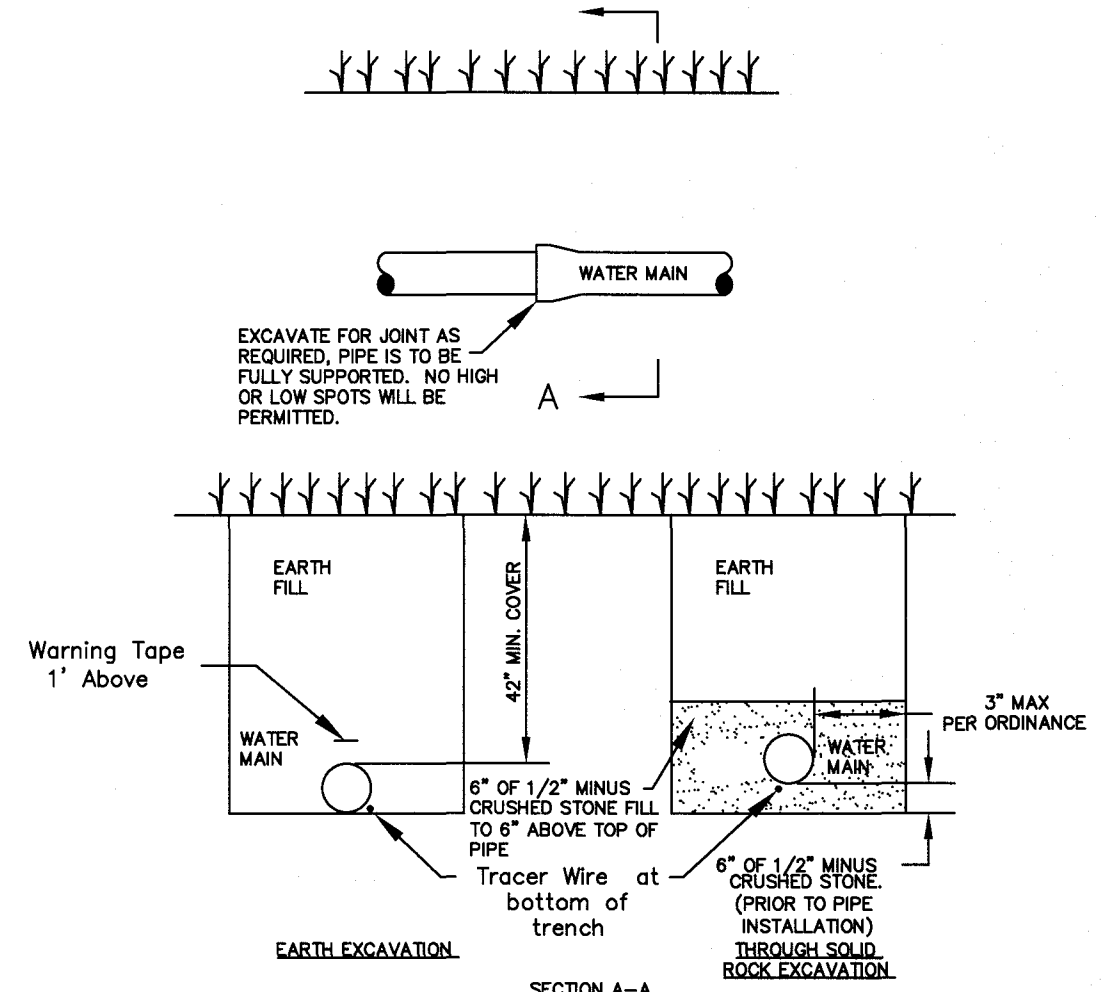 WATER MAIN
EXCAVATE FOR JOINT AS
REQUIRED, PIPE IS TO BE
FULLY SUPPORTED. NO HIGH
OR LOW SPOTS WILL BE
PERMITTED.
A
EARTH
FILL
42" MIN. COVER
EARTH
FILL
Warning Tape
1' Above
WATER
MAIN
3" MAX
PER ORDINANCE
WATER
MAIN
6" OF 1/2" MINUS
CRUSHED STONE FILL
TO 6" ABOVE TOP OF
PIPE
Tracer Wire at
bottom of
trench
6" OF 1/2" MINUS
CRUSHED STONE.
(PRIOR TO PIPE
INSTALLATION)
EARTH EXCAVATION
THROUGH SOLID
ROCK EXCAVATION
SECTION A-A